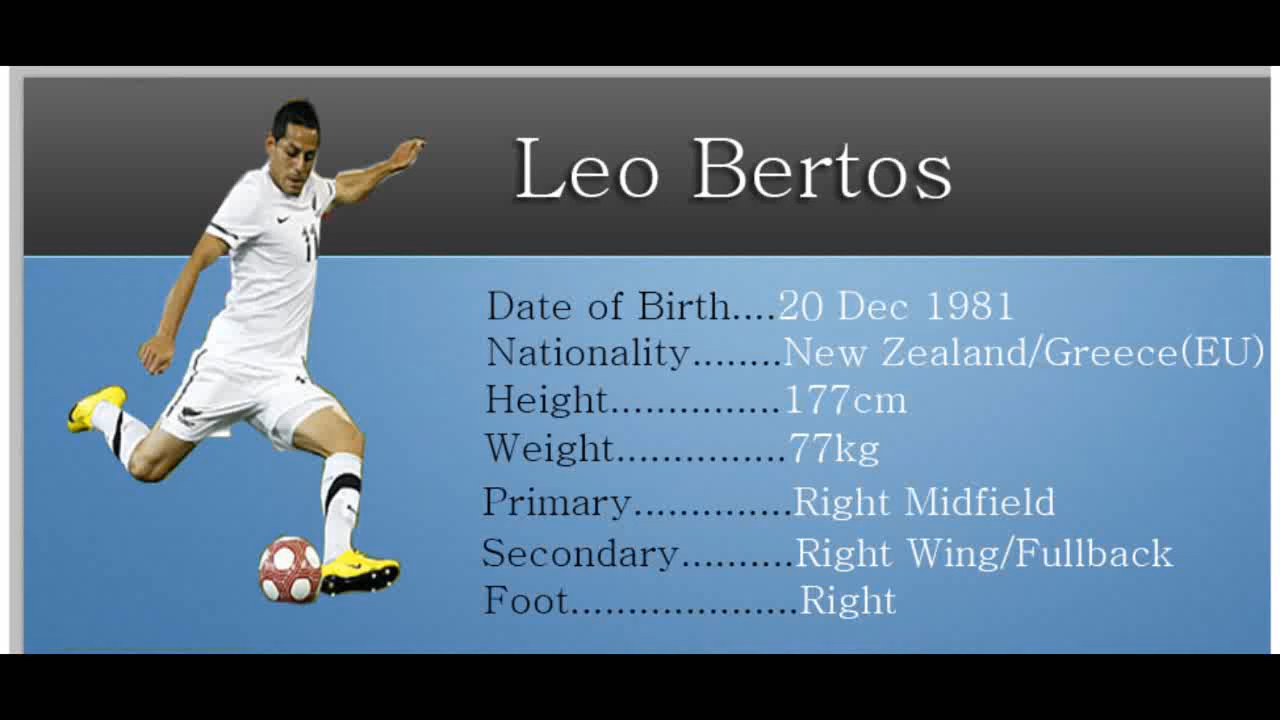 Leo Bertos
11
Date of Birth....20 Dec 1981
Nationality........New Zealand/Greece(EU)
Height...............177cm
Weight...............77kg
Primary..............Right Midfield
Secondary..........Right Wing/Fullback
Foot....................Right